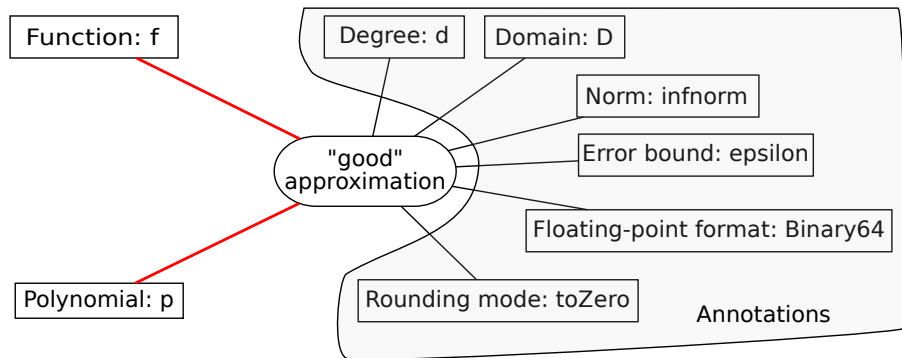 Function: f
Degree: d
Domain: D
Norm: infnorm
"good"
approximation
Error bound: epsilon
Floating-point format: Binary64
Polynomial: p
Rounding mode: toZero
Annotations